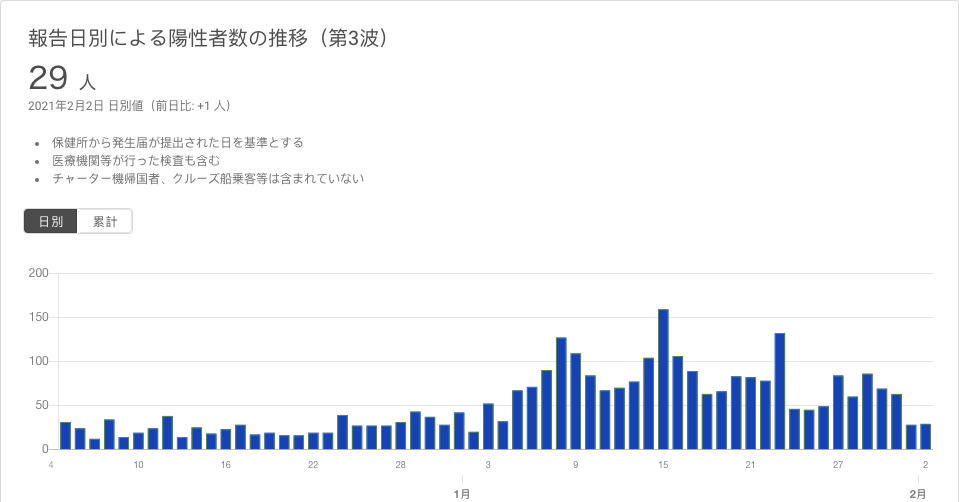 報告日別による陽性者数の推移（第3波）
29 人
2021年2月2日 日別値（前日比: +1 人）
• 保健所から発生届が提出された日を基準とする
• 医療機関等が行った検査も含む
• チャーター機帰国者、クルーズ船乗客等は含まれていない
日別 累計
200
150
100
50
0
4 10 16 22 28 3 9 15 21 27 2
1月 2月